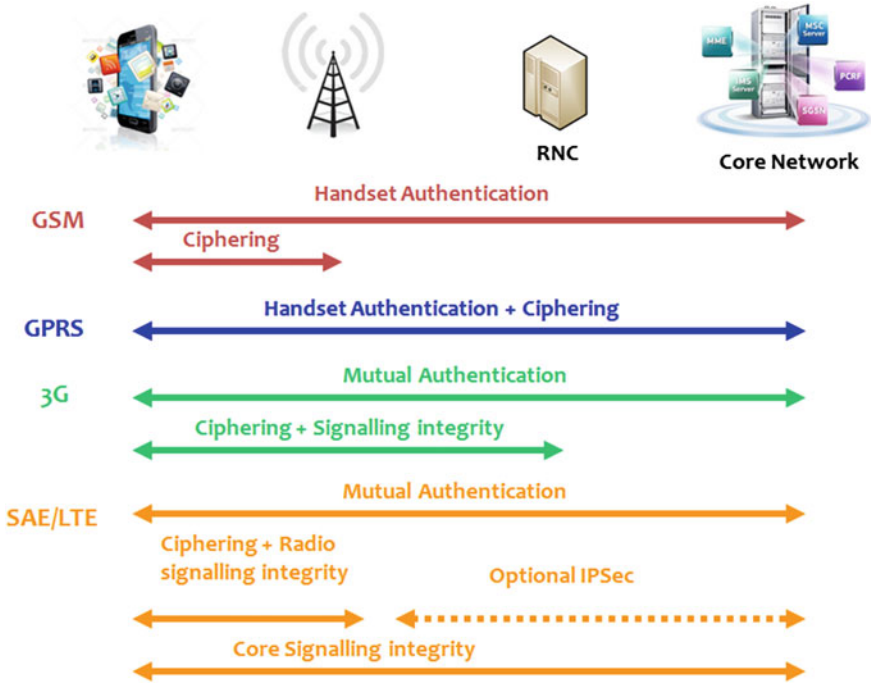 MME
MSC
Server
IMS
Server
PCRF
SGSN
RNC
Core Network
Handset Authentication
GSM
Ciphering
Handset Authentication + Ciphering
GPRS
Mutual Authentication
3G
Ciphering + Signalling integrity
Mutual Authentication
SAE/LTE
Ciphering + Radio
signalling integrity
Optional IPSec
Core Signalling integrity